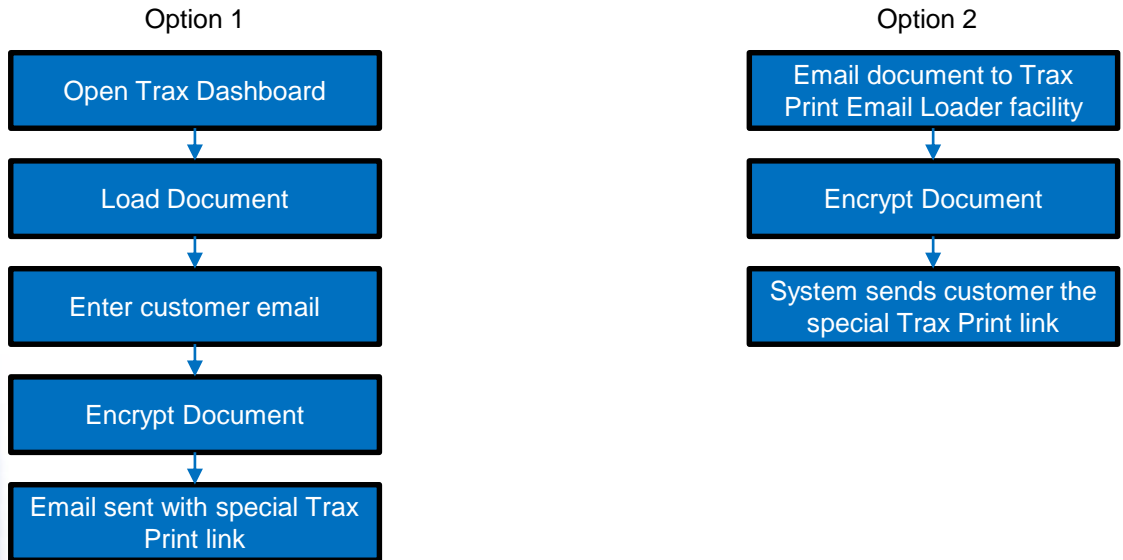 Option 1
Open Trax Dashboard
Load Document
Enter customer email
Encrypt Document
Email sent with special Trax
Print link
Option 2
Email document to Trax
Print Email Loader facility
Encrypt Document
System sends customer the
special Trax Print link